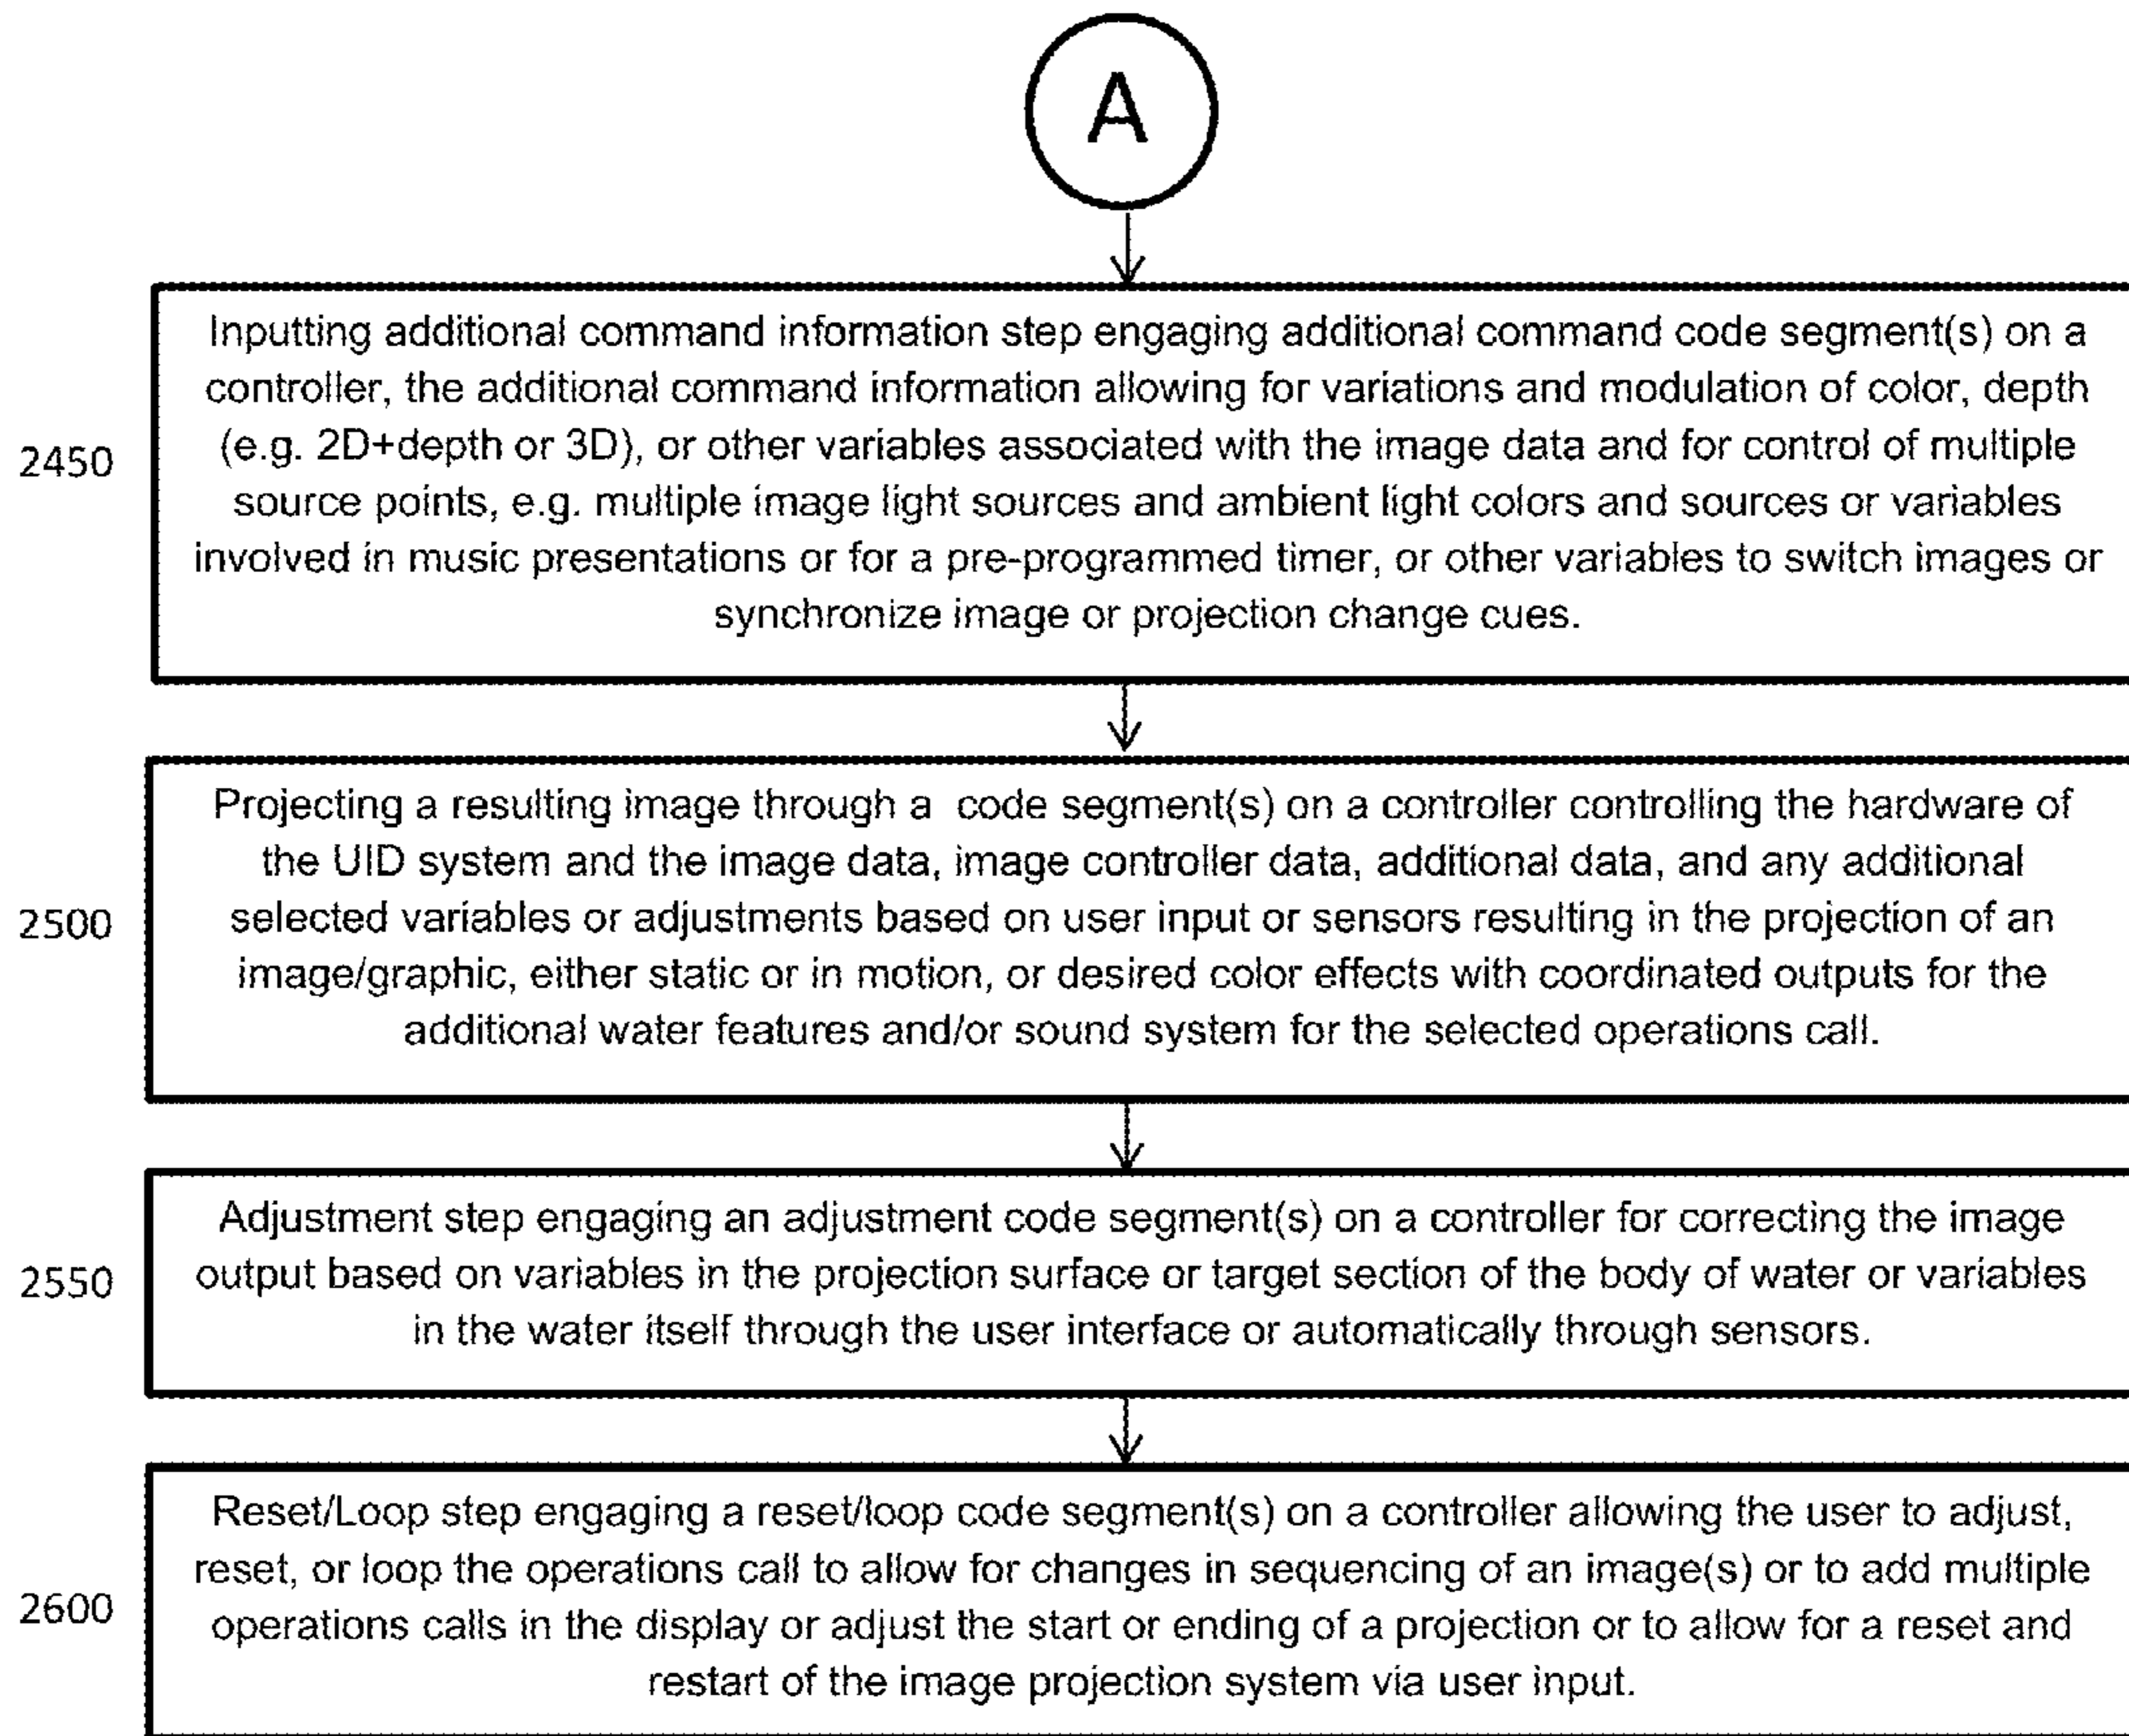 A
Inputting additional command information step engaging additional command code segment(s) on a
controller, the additional command information allowing for variations and modulation of color, depth
(e.g. 2D+depth or 3D), or other variables associated with the image data and for control of multiple
source points, e.g. multiple image light sources and ambient light colors and sources or variables
involved in music presentations or for a pre-programmed timer, or other variables to switch images or
synchronize image or projection change cues.
2450
Projecting a resulting image through a code segment(s) on a controller controlling the hardware of
the UID system and the image data, image controller data, additional data, and any additional
selected variables or adjustments based on user input or sensors resulting in the projection of an
image/graphic, either static or in motion, or desired color effects with coordinated outputs for the
additional water features and/or sound system for the selected operations call.
2500
Adjustment step engaging an adjustment code segment(s) on a controller for correcting the image
output based on variables in the projection surface or target section of the body of water or variables
in the water itself through the user interface or automatically through sensors.
2550
Reset/Loop step engaging a reset/loop code segment(s) on a controller allowing the user to adjust,
reset, or loop the operations call to allow for changes in sequencing of an image(s) or to add multiple
operations calls in the display or adjust the start or ending of a projection or to allow for a reset and
restart of the image projection system via user input.
2600